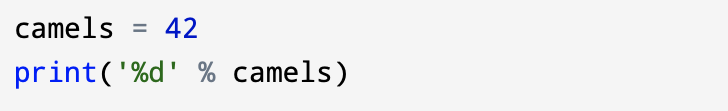 camels = 42
print('%d' % camels)